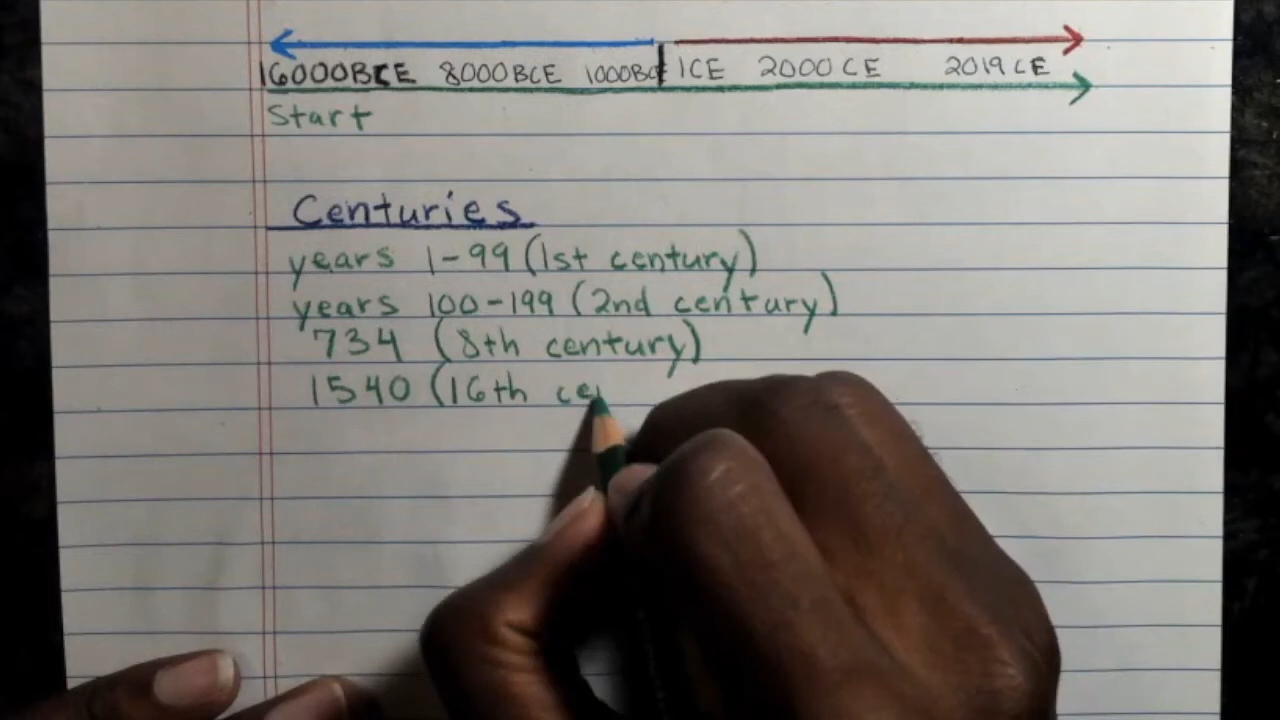 16000BCE 8000BCE 1000BCE 1CE 2000CE 2019CE
Start
Centuries
years 1-99 (1st century)
years 100-199 (2nd century)
734 (8th century)
1540 (16th ce